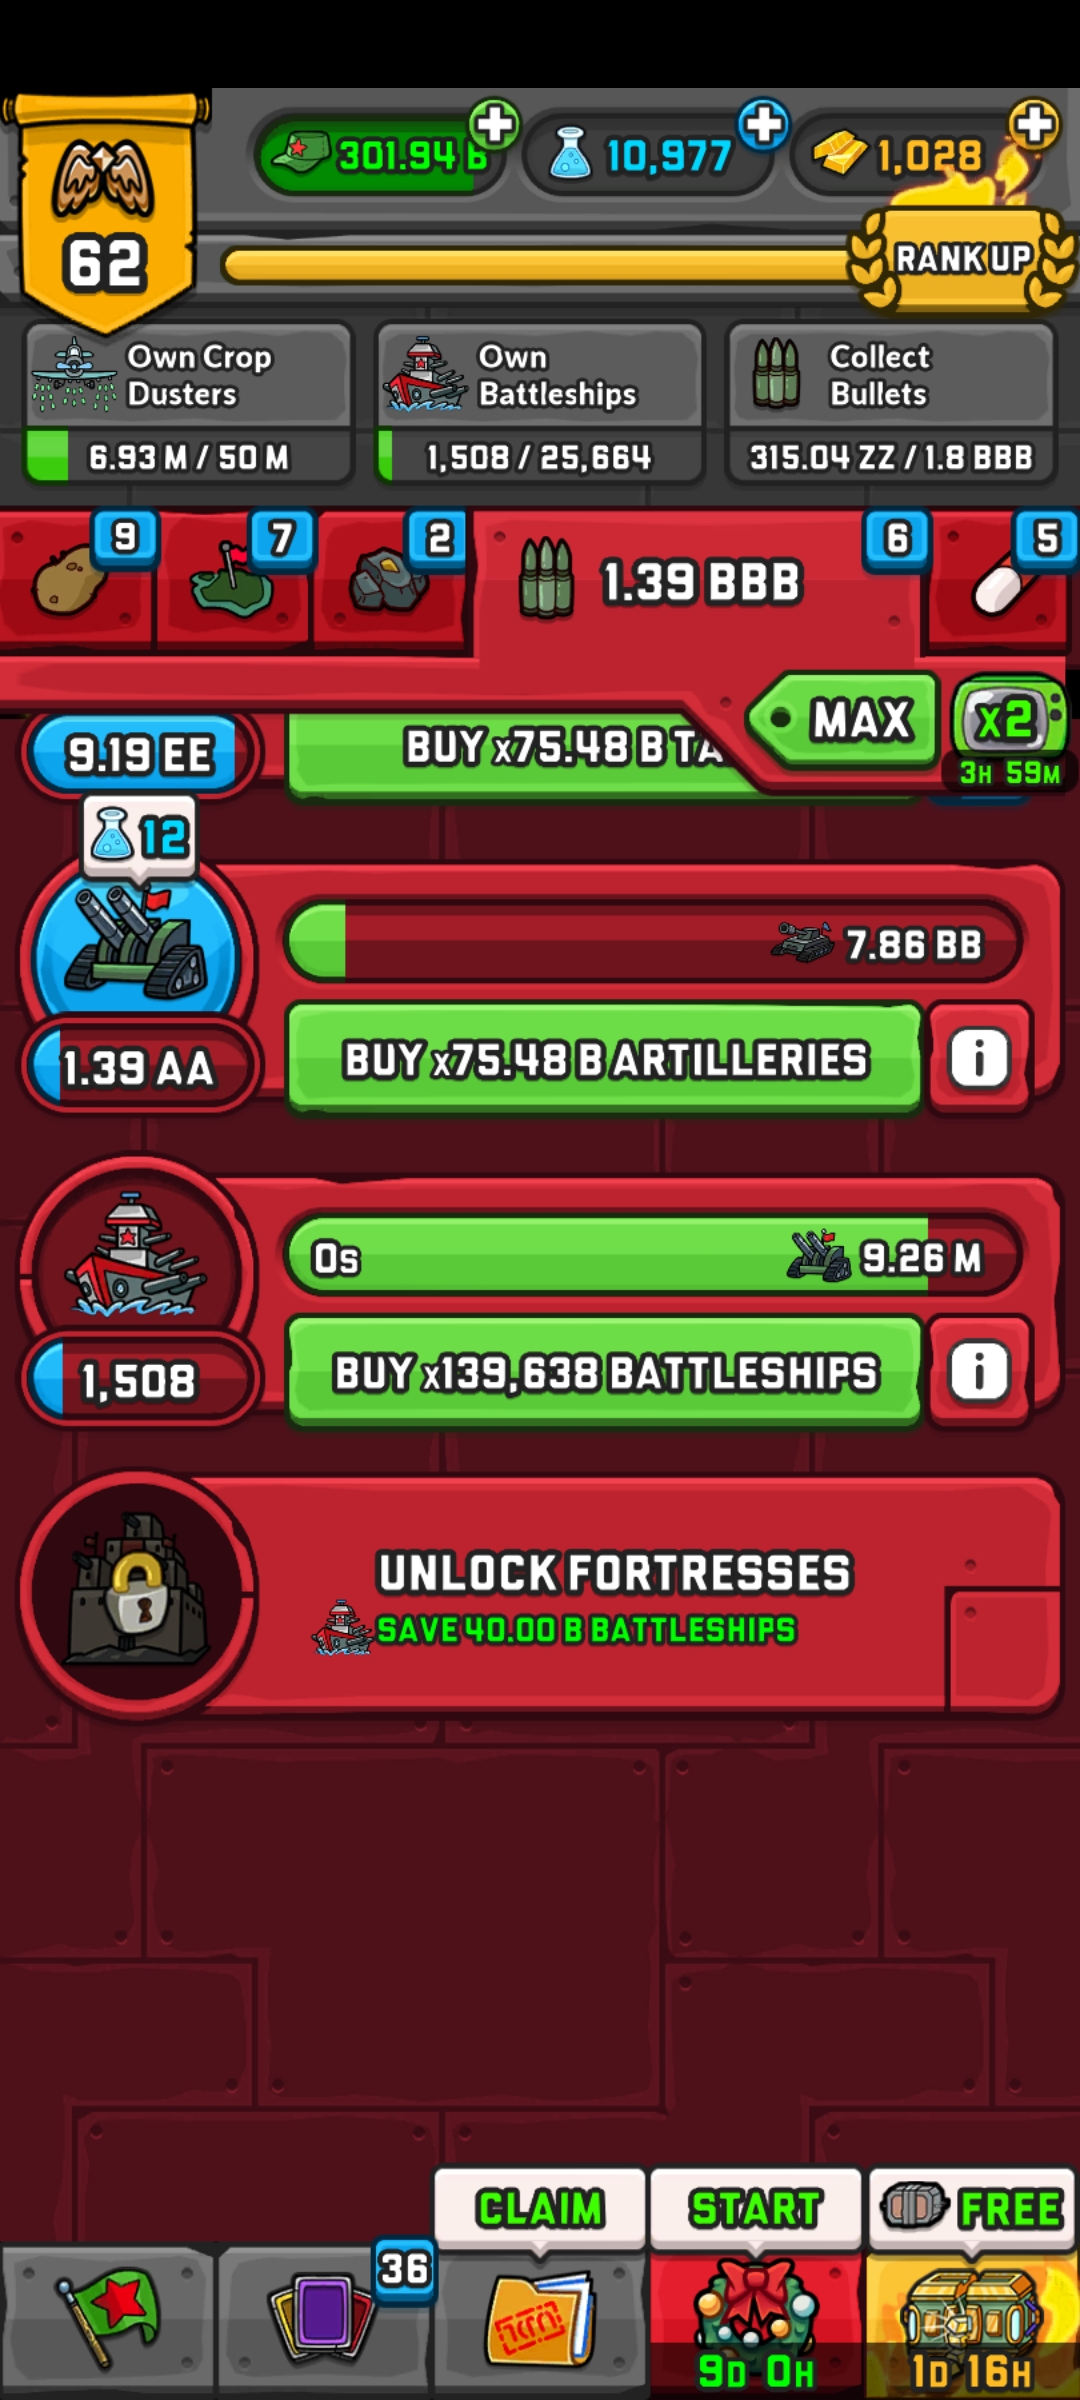 301.94 B
10,977
1,028
62
RANK UP
Own Crop
Dusters
6.93 M / 50 M
Own
Battleships
1,508 / 25,664
Collect
Bullets
315.04 ZZ / 1.8 BBB
9
7
2
1.39 BBB
6
5
MAX
x2
3H 59M
9.19 EE
BUY x75.48 B TA
12
7.86 BB
1.39 AA
BUY x75.48 B ARTILLERIES
i
0s
9.26 M
1,508
BUY x139,638 BATTLESHIPS
i
UNLOCK FORTRESSES
SAVE 40.00 B BATTLESHIPS
CLAIM
START
FREE
36
9D 0H
1D 16H